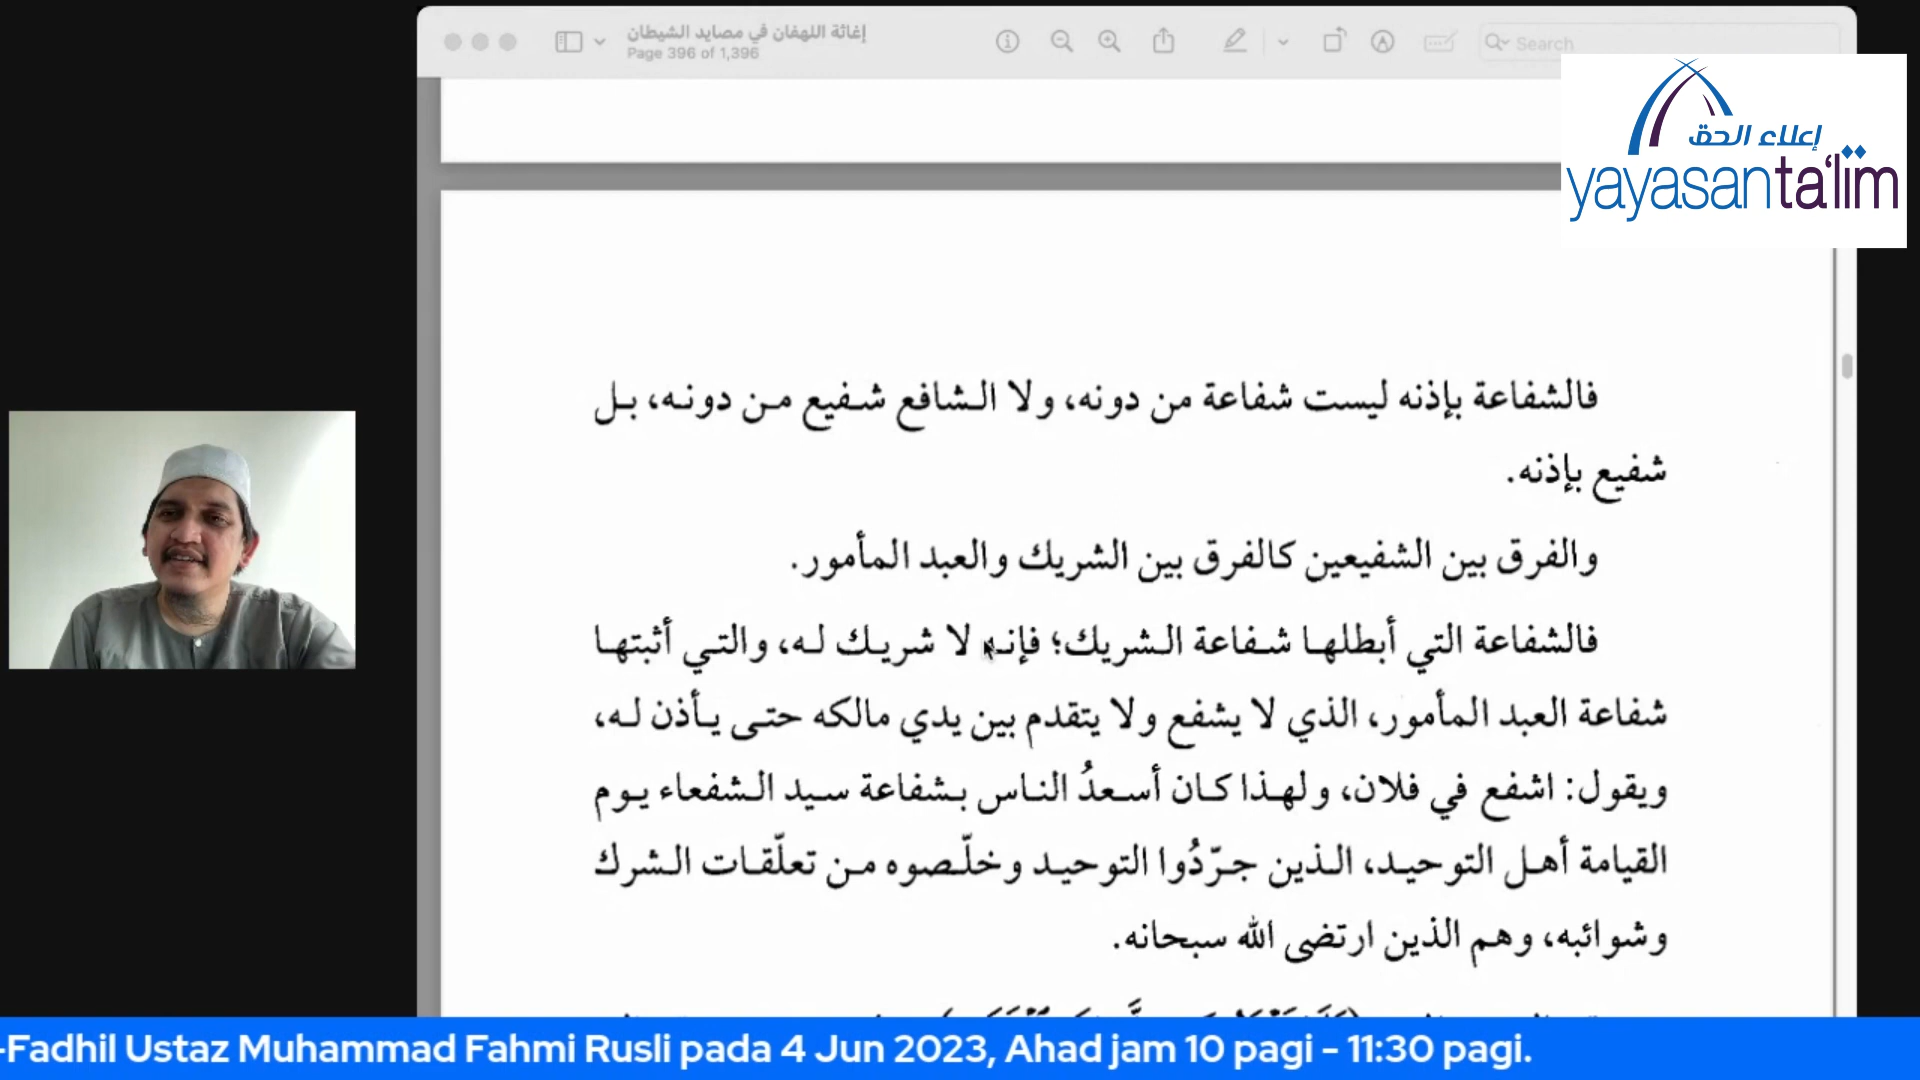 إغاثة اللهفان في مصايد الشيطان
Page 396 of 1,396
Search
إعلاء الحق
yayasanta'lim
فالشفاعة بإذنه ليست شفاعة من دونه، ولا الشافع شفيع من دونه، بل
شفيع بإذنه.
والفرق بين الشفيعين كالفرق بين الشريك والعبد المأمور.
فالشفاعة التي أبطلها شفاعة الشريك؛ فإنه لا شريك له، والتي أثبتها
شفاعة العبد المأمور، الذي لا يشفع ولا يتقدم بين يدي مالكه حتى يأذن له،
ويقول: اشفع في فلان، ولهذا كان أسعدُ الناس بشفاعة سيد الشفعاء يوم
القيامة أهل التوحيد، الذين جرّدُوا التوحيد وخلّصوه من تعلّقات الشرك
وشوائبه، وهم الذين ارتضى الله سبحانه.
-Fadhil Ustaz Muhammad Fahmi Rusli pada 4 Jun 2023, Ahad jam 10 pagi - 11:30 pagi.